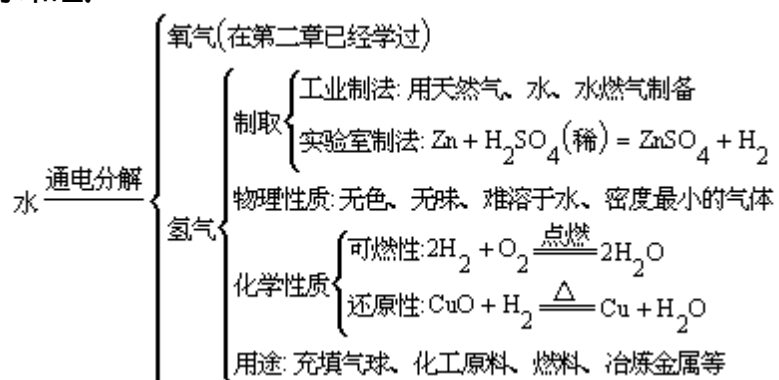 氧气(在第二章已经学过)
工业制法: 用天然气、水、水燃气制备
制取
实验室制法: Zn + H₂SO₄(稀) = ZnSO₄ + H₂
水 通电分解
物理性质: 无色、无味、难溶于水、密度最小的气体
氢气
可燃性: 2H₂ + O₂ 点燃 2H₂O
化学性质
还原性: CuO + H₂ △ Cu + H₂O
用途: 充填气球、化工原料、燃料、冶炼金属等